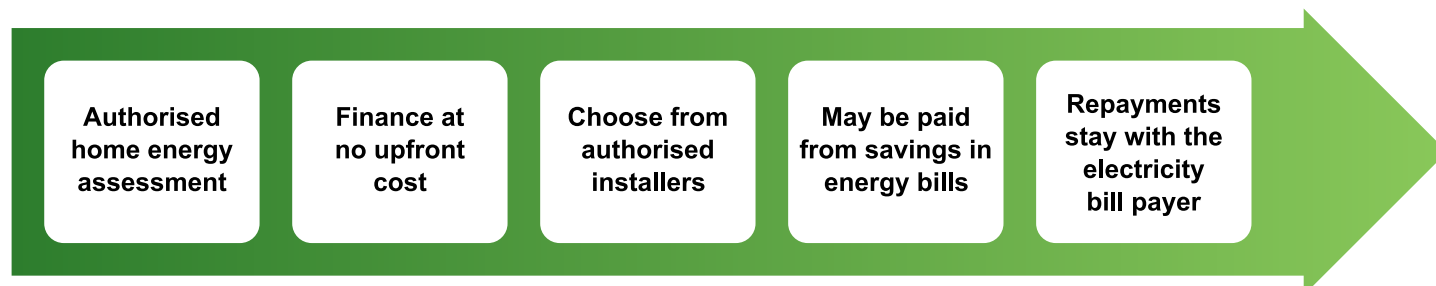 Authorised
home energy
assessment
Finance at
no upfront
cost
Choose from
authorised
installers
May be paid
from savings in
energy bills
Repayments
stay with the
electricity
bill payer